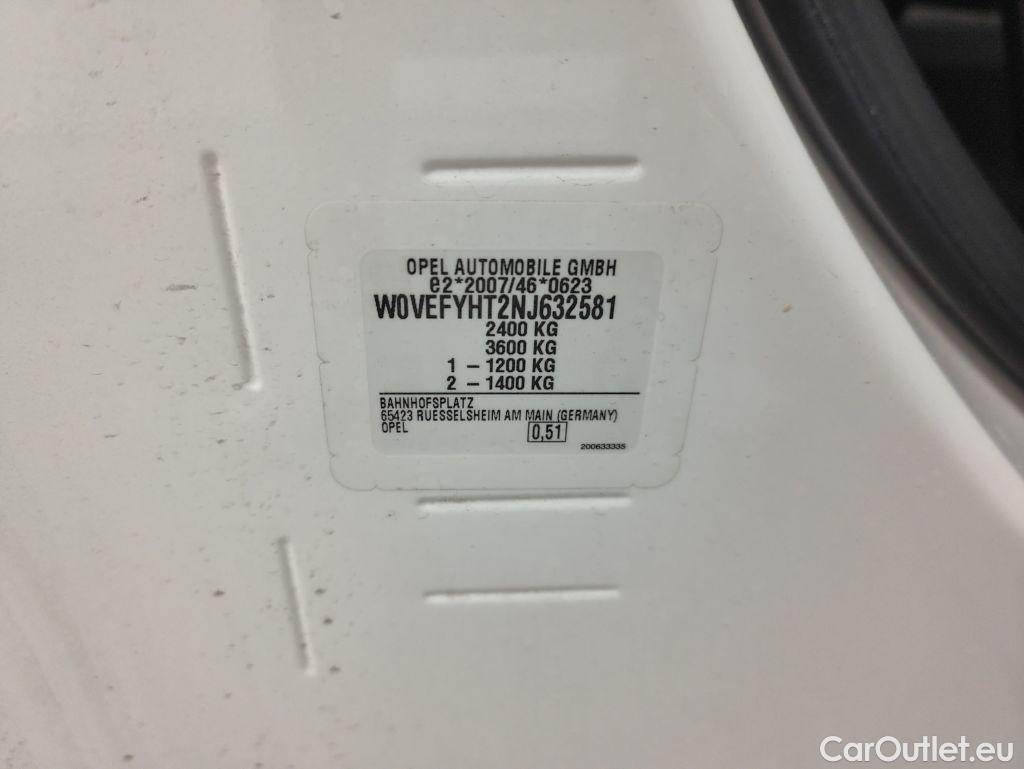 OPEL AUTOMOBILE GMBH
e2*2007/46*0623
W0VEFYHT2NJ632581
2400 KG
3600 KG
1 - 1200 KG
2 - 1400 KG
BAHNHOFSPLATZ
65423 RUESSELSHEIM AM MAIN (GERMANY)
OPEL 0,51
200633335
CarOutlet.eu